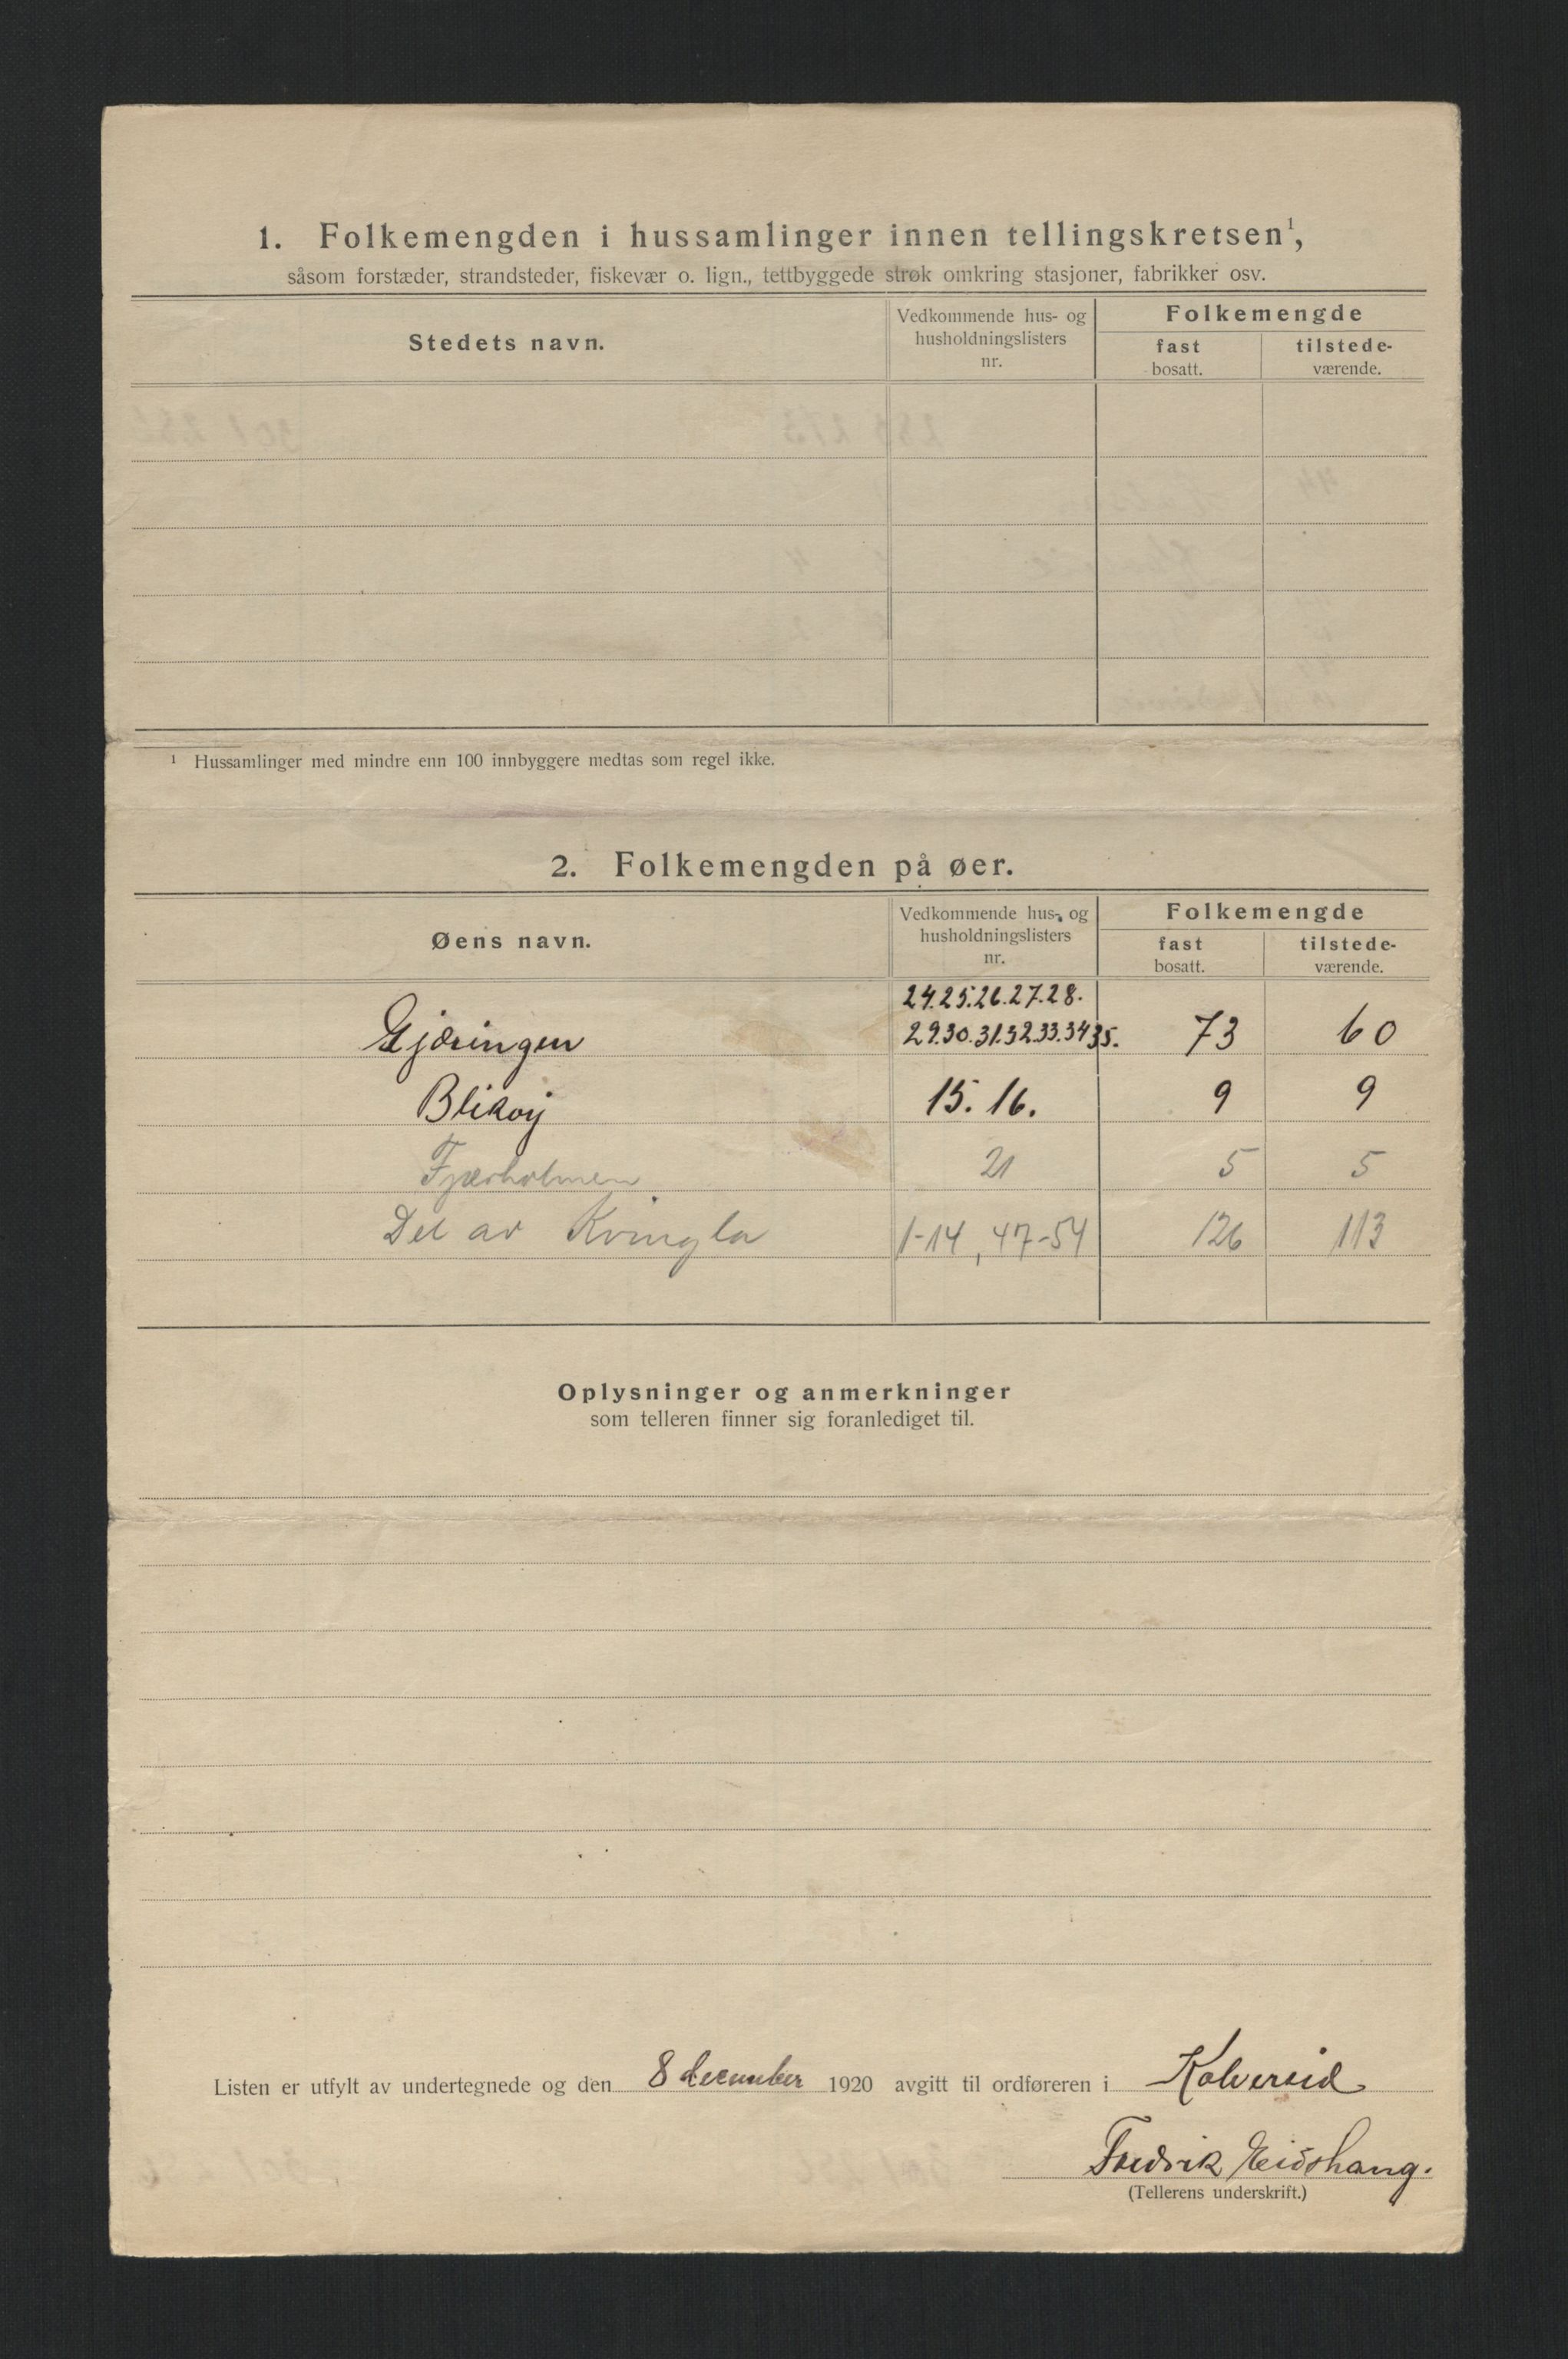 1. Folkemengden i hussamlinger innen tellingskretsen¹,
såsom forstæder, strandsteder, fiskevær o. lign., tettbyggede strøk omkring stasjoner, fabrikker osv.
Stedets navn.
Vedkommende hus- og
husholdningslisters
nr.
Folkemengde
fast
bosatt.
tilstede-
værende.
¹ Hussamlinger med mindre enn 100 innbyggere medtas som regel ikke.
2. Folkemengden på øer.
Øens navn.
Vedkommende hus- og
husholdningslisters
nr.
Folkemengde
fast
bosatt.
tilstede-
værende.
24.25.26.27.28.
Gjæringen 29.30.31.32.33.34 35. 73 60
Blikøy 15. 16. 9 9
Fjærholmen 21 5 5
Del av Kvingla 1-14, 47-54 126 113
Oplysninger og anmerkninger
som telleren finner sig foranlediget til.
Listen er utfylt av undertegnede og den 8 december 1920 avgitt til ordføreren i Kolvereid
Fredrik Eidshaug.
(Tellerens underskrift.)